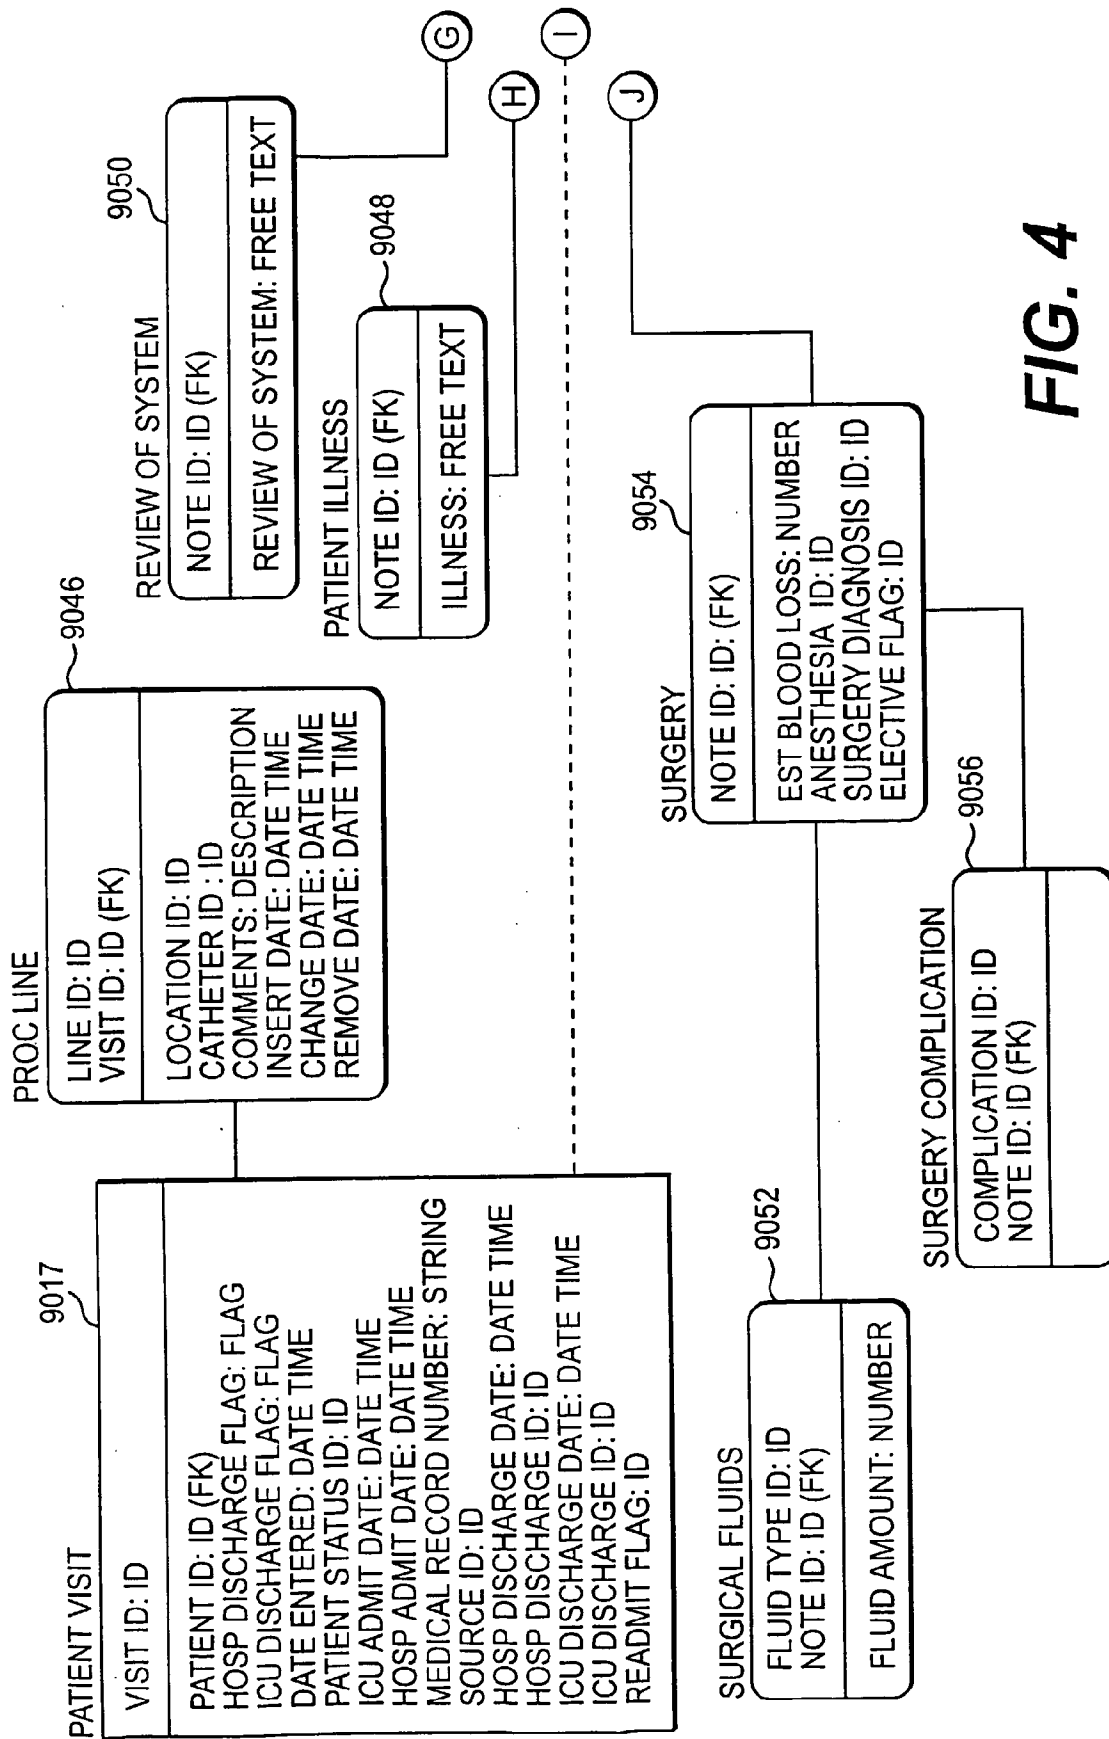 PATIENT VISIT
9017
VISIT ID: ID
PATIENT ID: ID (FK)
HOSP DISCHARGE FLAG: FLAG
ICU DISCHARGE FLAG: FLAG
DATE ENTERED: DATE TIME
PATIENT STATUS ID: ID
ICU ADMIT DATE: DATE TIME
HOSP ADMIT DATE: DATE TIME
MEDICAL RECORD NUMBER: STRING
SOURCE ID: ID
HOSP DISCHARGE DATE: DATE TIME
HOSP DISCHARGE ID: ID
ICU DISCHARGE DATE: DATE TIME
ICU DISCHARGE ID: ID
READMIT FLAG: ID
PROC LINE
9046
LINE ID: ID
VISIT ID: ID (FK)
LOCATION ID: ID
CATHETER ID : ID
COMMENTS: DESCRIPTION
INSERT DATE: DATE TIME
CHANGE DATE: DATE TIME
REMOVE DATE: DATE TIME
REVIEW OF SYSTEM
9050
NOTE ID: ID (FK)
REVIEW OF SYSTEM: FREE TEXT
G
PATIENT ILLNESS
9048
NOTE ID: ID (FK)
ILLNESS: FREE TEXT
H
I
J
SURGICAL FLUIDS
9052
FLUID TYPE ID: ID
NOTE ID: ID (FK)
FLUID AMOUNT: NUMBER
SURGERY
9054
NOTE ID: ID: (FK)
EST BLOOD LOSS: NUMBER
ANESTHESIA ID: ID
SURGERY DIAGNOSIS ID: ID
ELECTIVE FLAG: ID
SURGERY COMPLICATION
9056
COMPLICATION ID: ID
NOTE ID: ID (FK)
FIG. 4